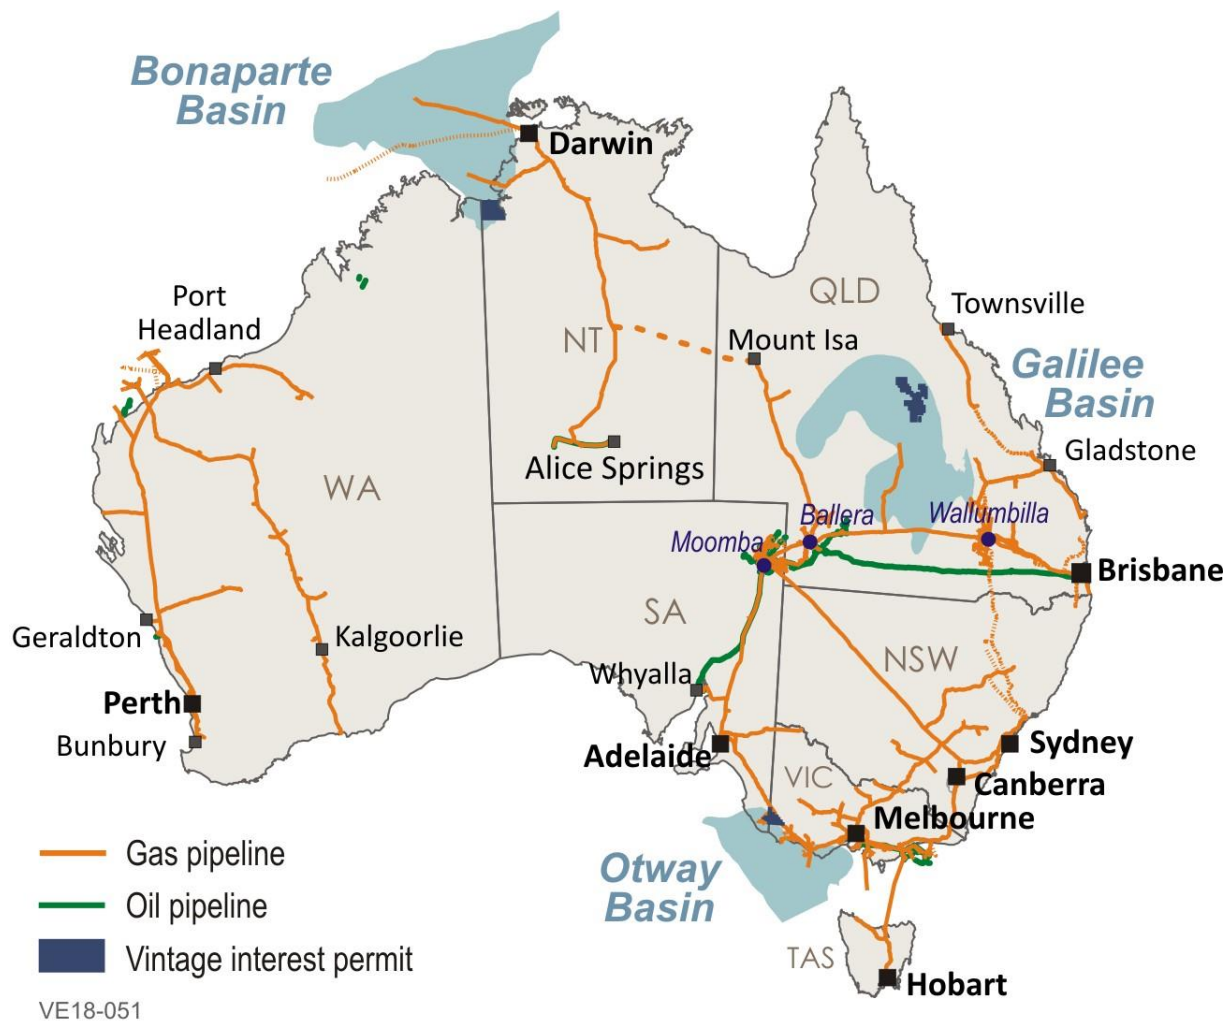 Bonaparte
Basin
Darwin
QLD
Port
Headland
Townsville
NT
Mount Isa
Galilee
Basin
Gladstone
Alice Springs
WA
Ballera
Wallumbilla
Moomba
Brisbane
SA
Geraldton
Kalgoorlie
NSW
Whyalla
Perth
Bunbury
Adelaide
Sydney
VIC
Canberra
Melbourne
Gas pipeline
Otway
Basin
Oil pipeline
Vintage interest permit
TAS
Hobart
VE18-051